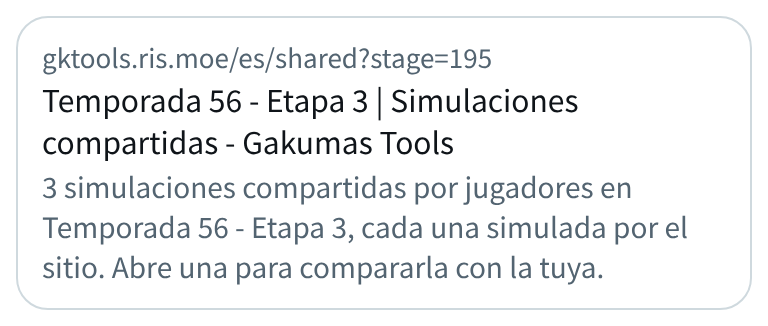 gktools.ris.moe/es/shared?stage=195
Temporada 56 - Etapa 3 | Simulaciones
compartidas - Gakumas Tools
3 simulaciones compartidas por jugadores en
Temporada 56 - Etapa 3, cada una simulada por el
sitio. Abre una para compararla con la tuya.